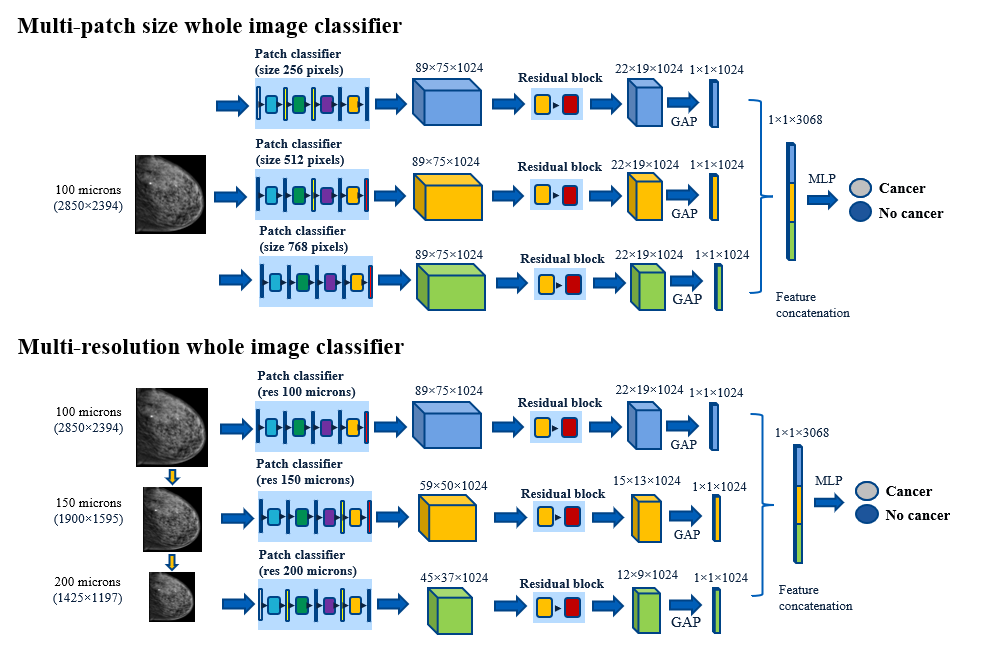 Multi-patch size whole image classifier
Patch classifier
(size 256 pixels)
89×75×1024
Residual block
22×19×1024
1×1×1024
GAP
100 microns
(2850×2394)
Patch classifier
(size 512 pixels)
89×75×1024
Residual block
22×19×1024
1×1×1024
GAP
Patch classifier
(size 768 pixels)
89×75×1024
Residual block
22×19×1024
1×1×1024
GAP
1×1×3068
MLP
Cancer
No cancer
Feature
concatenation
Multi-resolution whole image classifier
100 microns
(2850×2394)
Patch classifier
(res 100 microns)
89×75×1024
Residual block
22×19×1024
1×1×1024
GAP
150 microns
(1900×1595)
Patch classifier
(res 150 microns)
59×50×1024
Residual block
15×13×1024
1×1×1024
GAP
200 microns
(1425×1197)
Patch classifier
(res 200 microns)
45×37×1024
Residual block
12×9×1024
1×1×1024
GAP
1×1×3068
MLP
Cancer
No cancer
Feature
concatenation